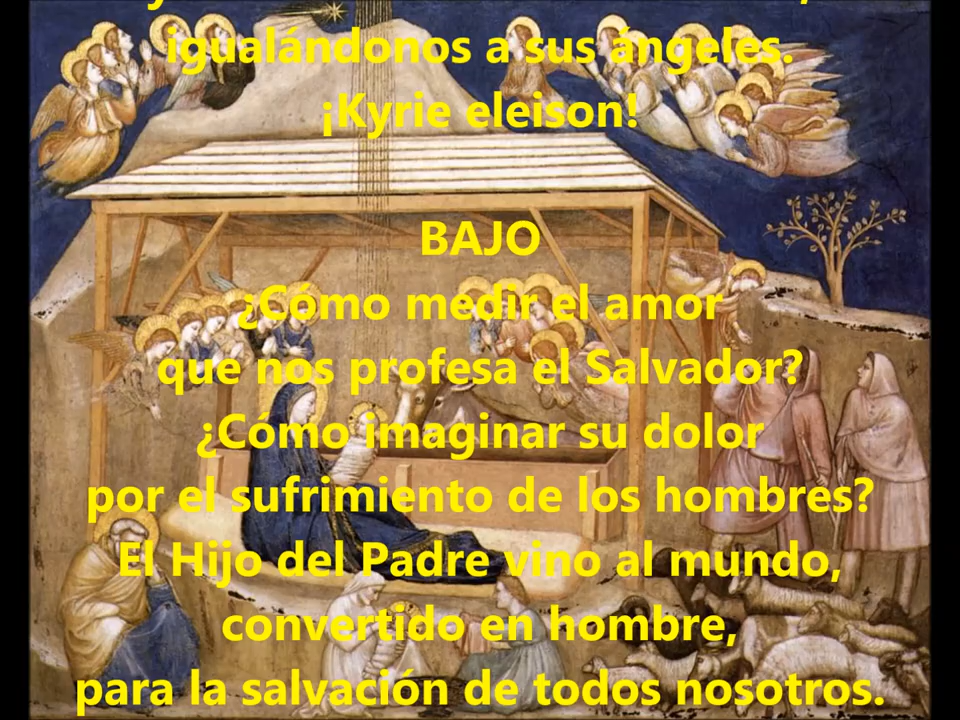 igualándonos a sus ángeles.
¡Kyrie eleison!
BAJO
¿Cómo medir el amor
que nos profesa el Salvador?
¿Cómo imaginar su dolor
por el sufrimiento de los hombres?
El Hijo del Padre vino al mundo,
convertido en hombre,
para la salvación de todos nosotros.